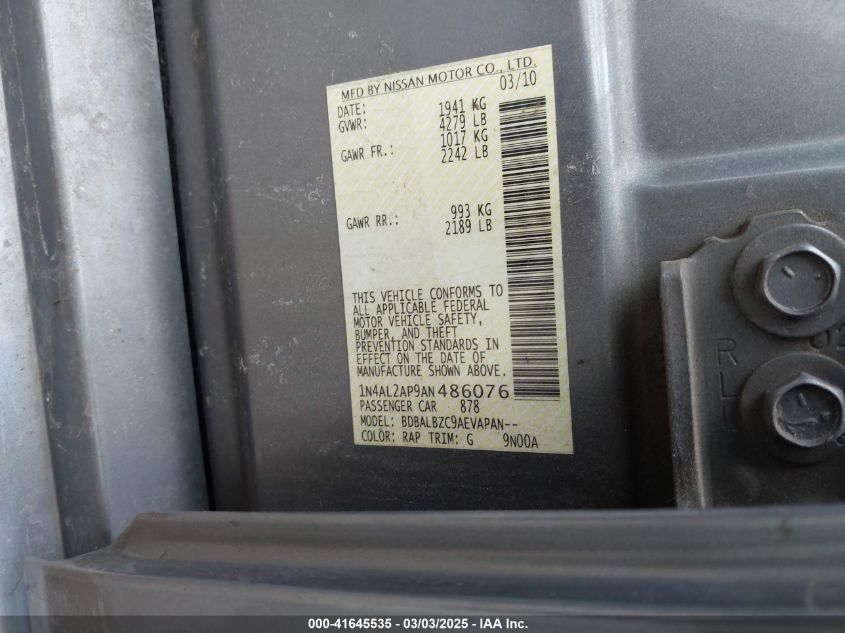 MFD BY NISSAN MOTOR CO., LTD.
03/10
DATE: 1941 KG
GVWR: 4279 LB
1017 KG
GAWR FR.: 2242 LB
GAWR RR.: 993 KG
2189 LB
THIS VEHICLE CONFORMS TO
ALL APPLICABLE FEDERAL
MOTOR VEHICLE SAFETY,
BUMPER, AND THEFT
PREVENTION STANDARDS IN
EFFECT ON THE DATE OF
MANUFACTURE SHOWN ABOVE.
1N4AL2AP9AN486076
PASSENGER CAR 878
MODEL: BDBALBZC9AEVAPAN--
COLOR: RAP TRIM: G 9N00A
000-41645535 - 03/03/2025 - IAA, Inc.